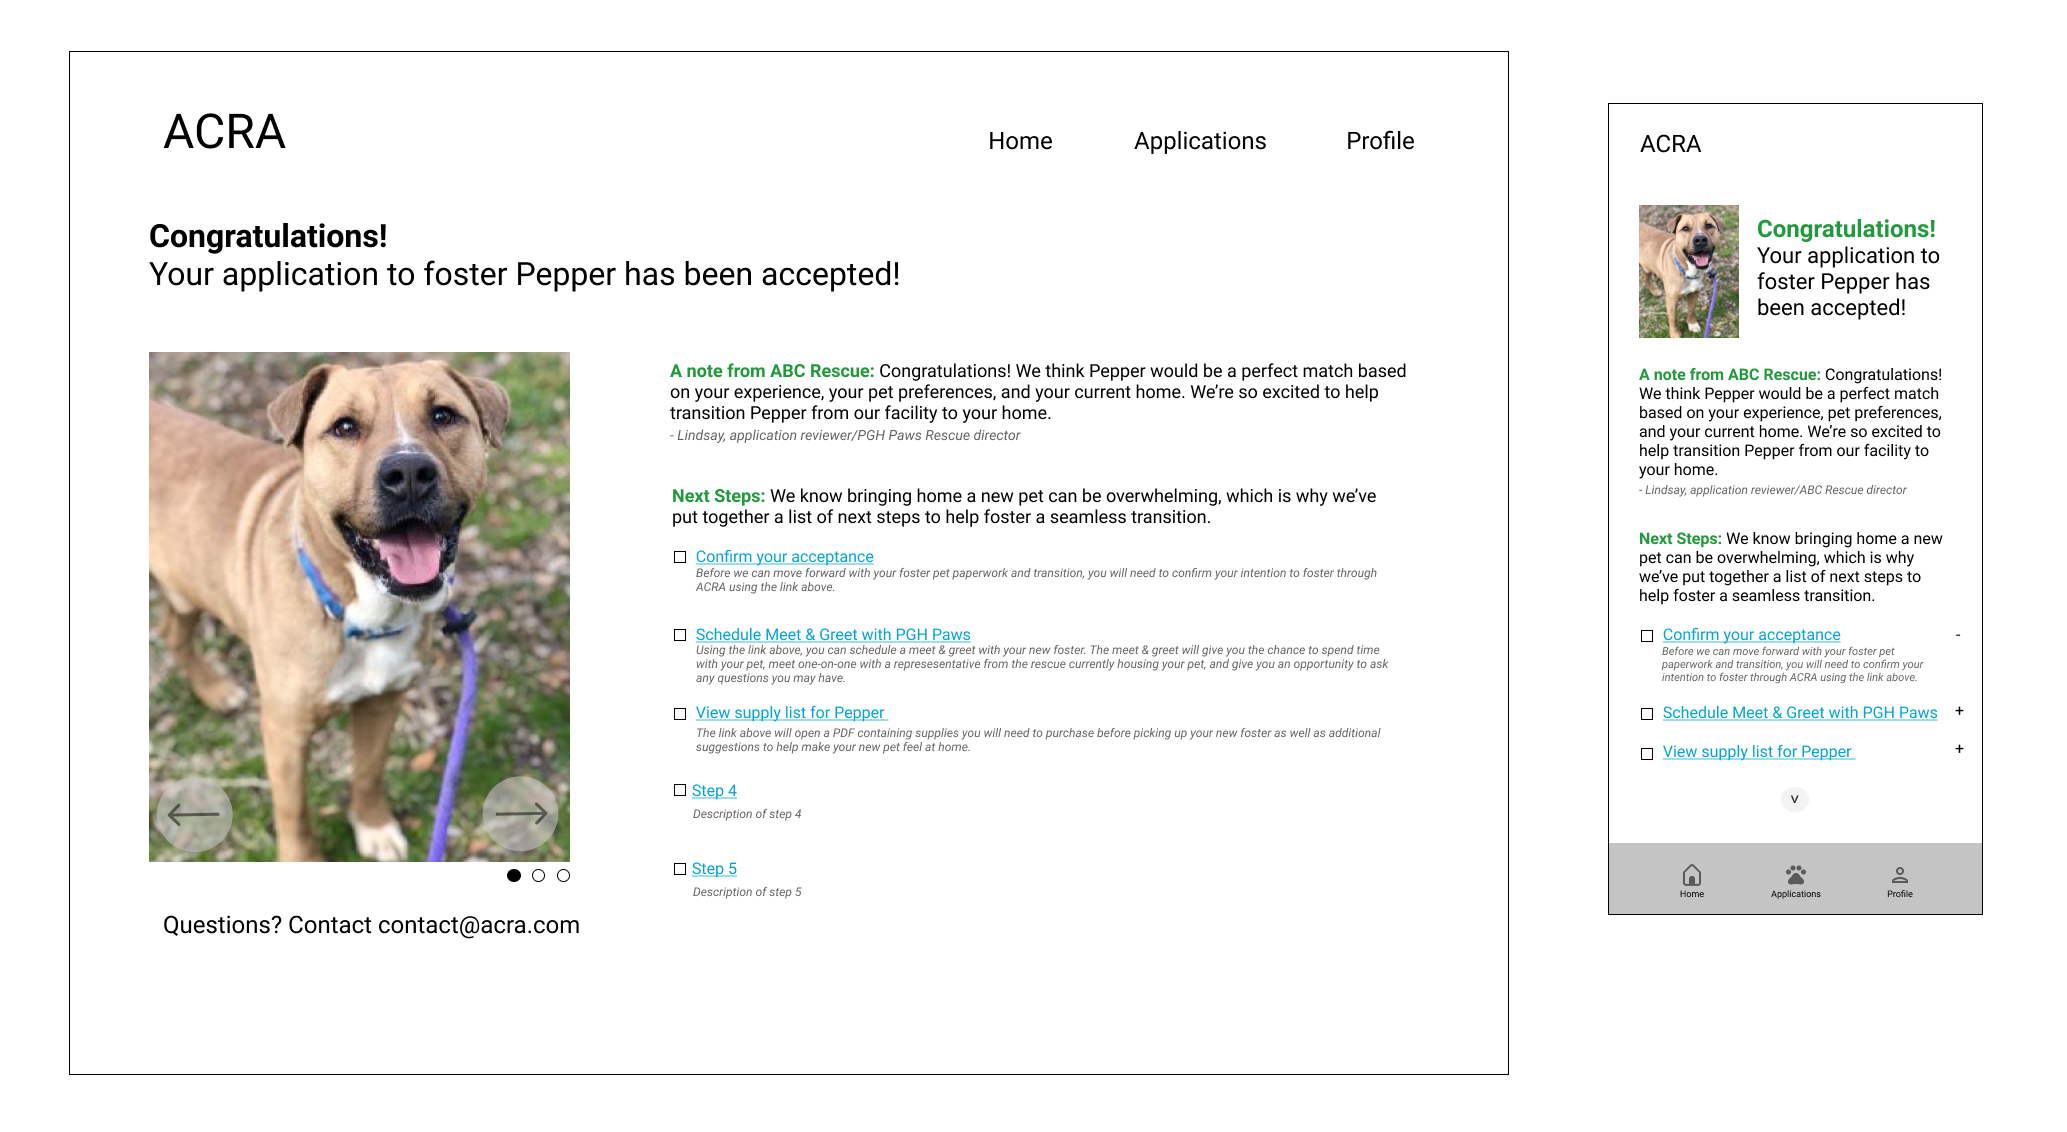 ACRA
Home
Applications
Profile
Congratulations!
Your application to foster Pepper has been accepted!
A note from ABC Rescue: Congratulations! We think Pepper would be a perfect match based
on your experience, your pet preferences, and your current home. We’re so excited to help
transition Pepper from our facility to your home.
- Lindsay, application reviewer/PGH Paws Rescue director
Next Steps: We know bringing home a new pet can be overwhelming, which is why we’ve
put together a list of next steps to help foster a seamless transition.
Confirm your acceptance
Before we can move forward with your foster pet paperwork and transition, you will need to confirm your intention to foster through
ACRA using the link above.
Schedule Meet & Greet with PGH Paws
Using the link above, you can schedule a meet & greet with your new foster. The meet & greet will give you the chance to spend time
with your pet, meet one-on-one with a represesentative from the rescue currently housing your pet, and give you an opportunity to ask
any questions you may have.
View supply list for Pepper
The link above will open a PDF containing supplies you will need to purchase before picking up your new foster as well as additional
suggestions to help make your new pet feel at home.
Step 4
Description of step 4
Step 5
Description of step 5
Questions? Contact contact@acra.com
ACRA
Congratulations!
Your application to
foster Pepper has
been accepted!
A note from ABC Rescue: Congratulations!
We think Pepper would be a perfect match
based on your experience, pet preferences,
and your current home. We’re so excited to
help transition Pepper from our facility to
your home.
- Lindsay, application reviewer/ABC Rescue director
Next Steps: We know bringing home a new
pet can be overwhelming, which is why
we’ve put together a list of next steps to
help foster a seamless transition.
Confirm your acceptance -
Before we can move forward with your foster pet
paperwork and transition, you will need to confirm your
intention to foster through ACRA using the link above.
Schedule Meet & Greet with PGH Paws +
View supply list for Pepper +
v
Home
Applications
Profile